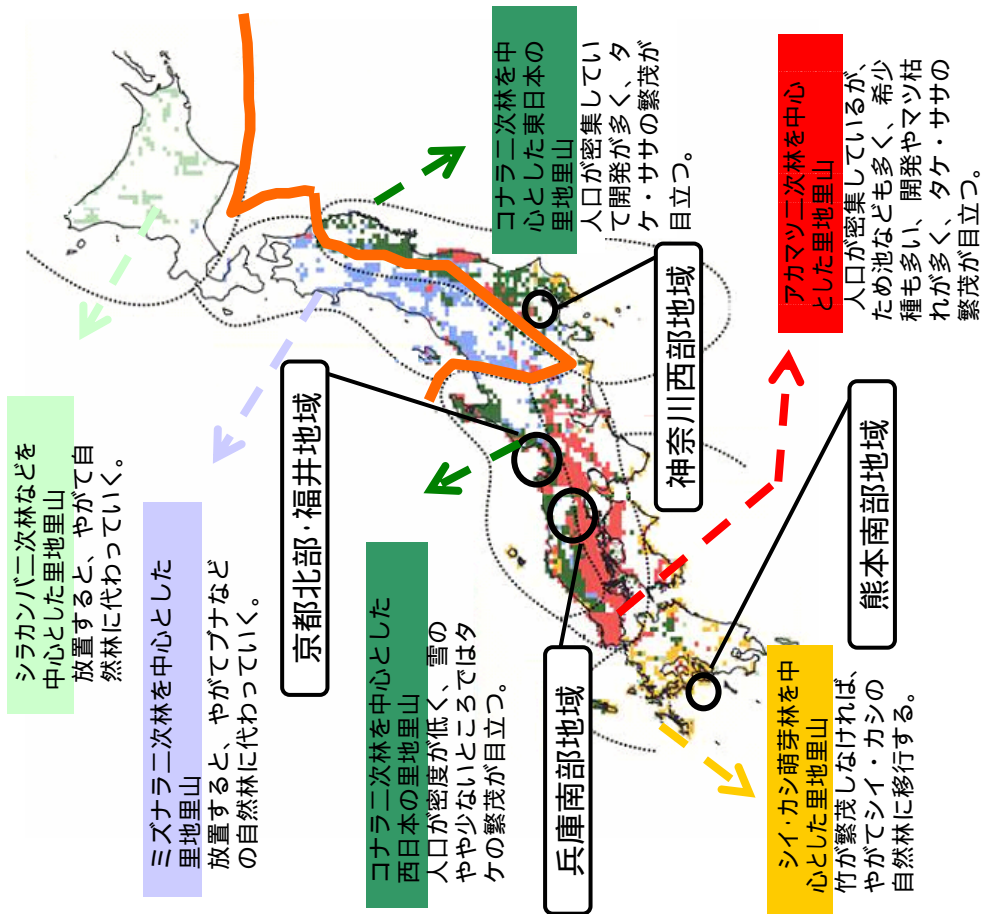 シラカンバ二次林などを
中心とした里地里山
放置すると、やがて自
然林に代わっていく。
ミズナラ二次林を中心とした
里地里山
放置すると、やがてブナなど
の自然林に代わっていく。
京都北部・福井地域
コナラ二次林を中心とした
西日本の里地里山
人口が密度が低く、雪の
やや少ないところではタ
ケの繁茂が目立つ。
コナラ二次林を中
心とした東日本の
里地里山
人口が密集してい
て開発が多く、タ
ケ・ササの繁茂が
目立つ。
兵庫南部地域
神奈川西部地域
アカマツ二次林を中心
とした里地里山
人口が密集しているが、
ため池なども多く、希少
種も多い、開発やマツ枯
れが多く、タケ・ササの
繁茂が目立つ。
シイ・カシ萌芽林を中
心とした里地里山
竹が繁茂しなければ、
やがてシイ・カシの
自然林に移行する。
熊本南部地域